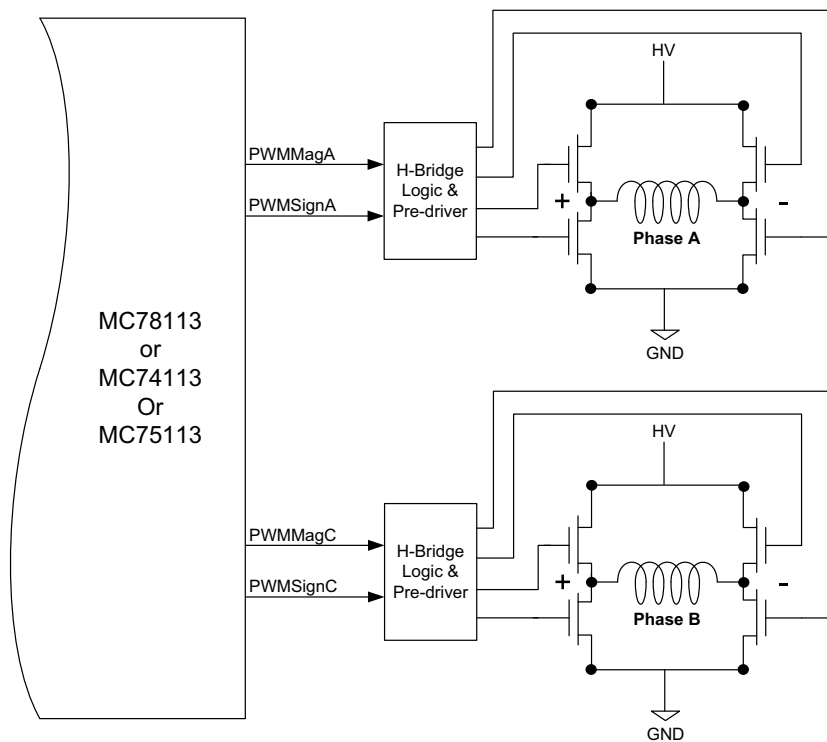 HV
PWMMagA
H-Bridge
Logic &
Pre-driver
PWMSignA
+
-
Phase A
GND
MC78113
or
MC74113
Or
MC75113
HV
PWMMagC
H-Bridge
Logic &
Pre-driver
PWMSignC
+
-
Phase B
GND